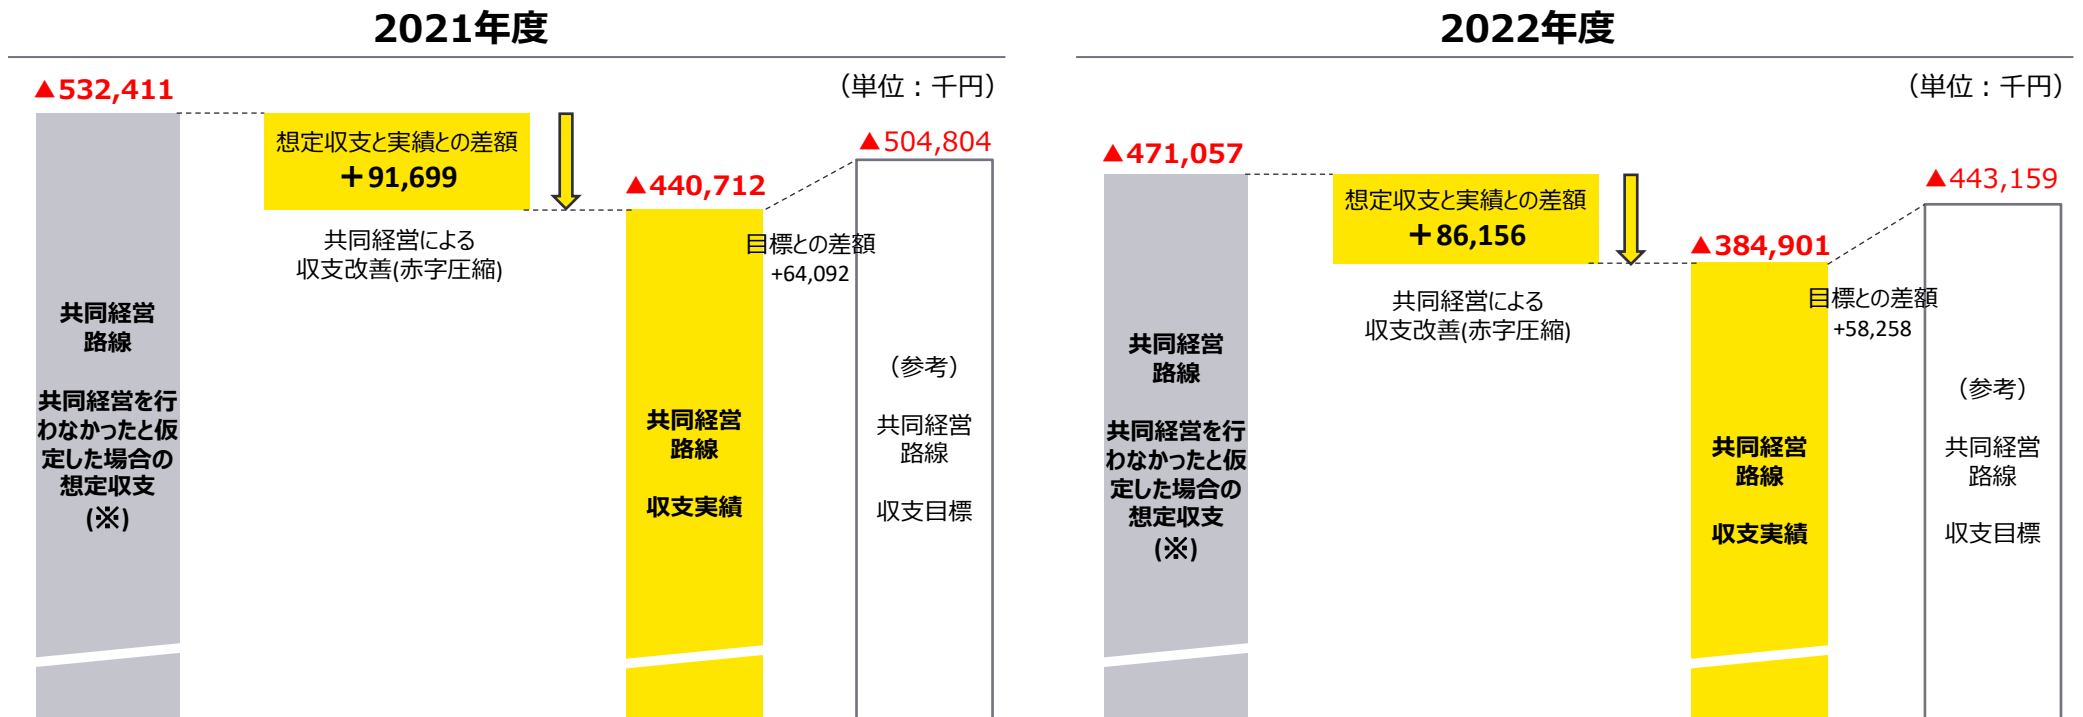 2021年度
（単位：千円）
▲532,411
想定収支と実績との差額
＋91,699
共同経営による
収支改善(赤字圧縮)
▲440,712
目標との差額
+64,092
▲504,804
共同経営
路線
共同経営を行
わなかったと仮
定した場合の
想定収支
(※)
共同経営
路線
収支実績
（参考）
共同経営
路線
収支目標
2022年度
（単位：千円）
▲471,057
想定収支と実績との差額
＋86,156
共同経営による
収支改善(赤字圧縮)
▲384,901
目標との差額
+58,258
▲443,159
共同経営
路線
共同経営を行
わなかったと仮
定した場合の
想定収支
(※)
共同経営
路線
収支実績
（参考）
共同経営
路線
収支目標